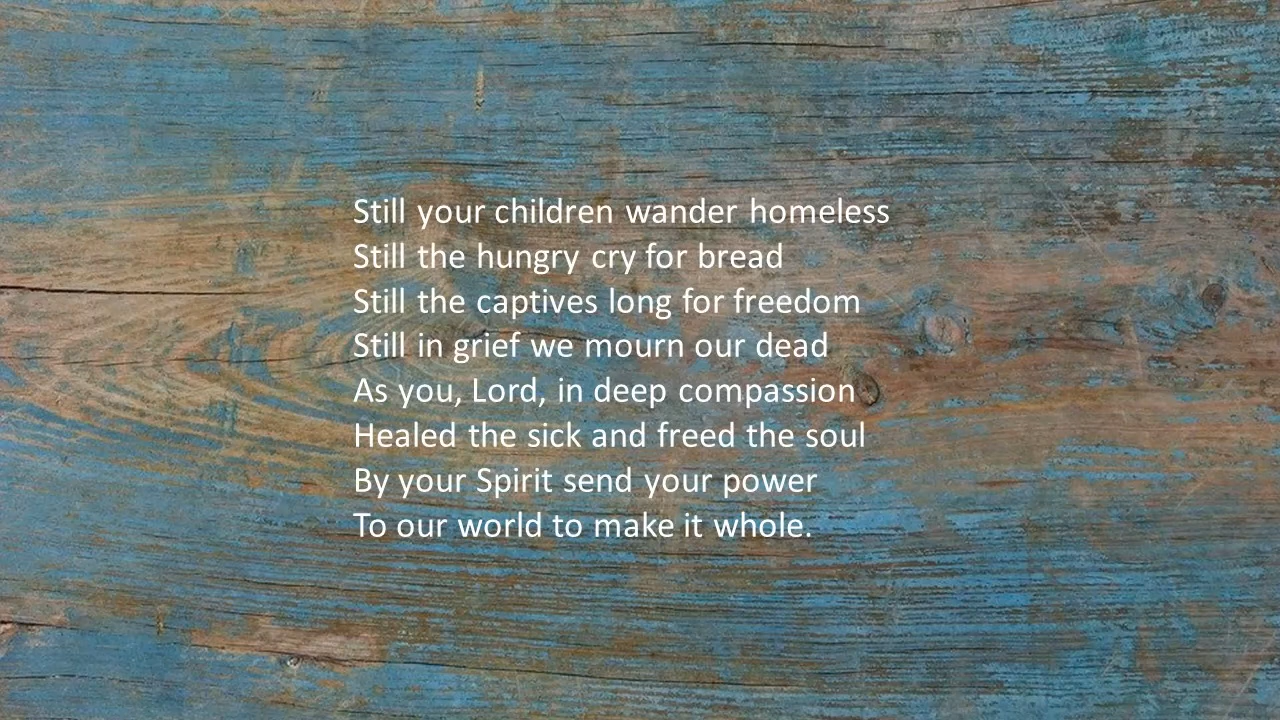 Still your children wander homeless
Still the hungry cry for bread
Still the captives long for freedom
Still in grief we mourn our dead
As you, Lord, in deep compassion
Healed the sick and freed the soul
By your Spirit send your power
To our world to make it whole.